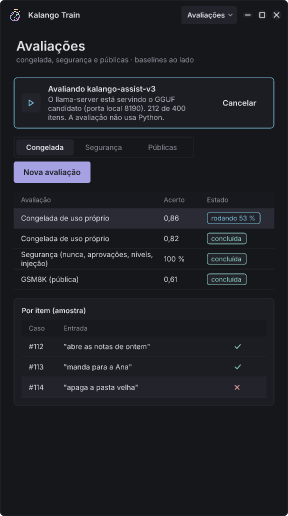 Kalango Train
Avaliações
Avaliações
congelada, segurança e públicas · baselines ao lado
Avaliando kalango-assist-v3
O llama-server está servindo o GGUF
candidato (porta local 8190). 212 de 400
itens. A avaliação não usa Python.
Cancelar
Congelada Segurança Públicas
Nova avaliação
Avaliação Acerto Estado
Congelada de uso próprio 0,86 rodando 53 %
Congelada de uso próprio 0,82 concluída
Segurança (nunca, aprovações, níveis,
injeção) 100 % concluída
GSM8K (pública) 0,61 concluída
Por item (amostra)
Caso Entrada
#112 "abre as notas de ontem"
#113 "manda para a Ana"
#114 "apaga a pasta velha"